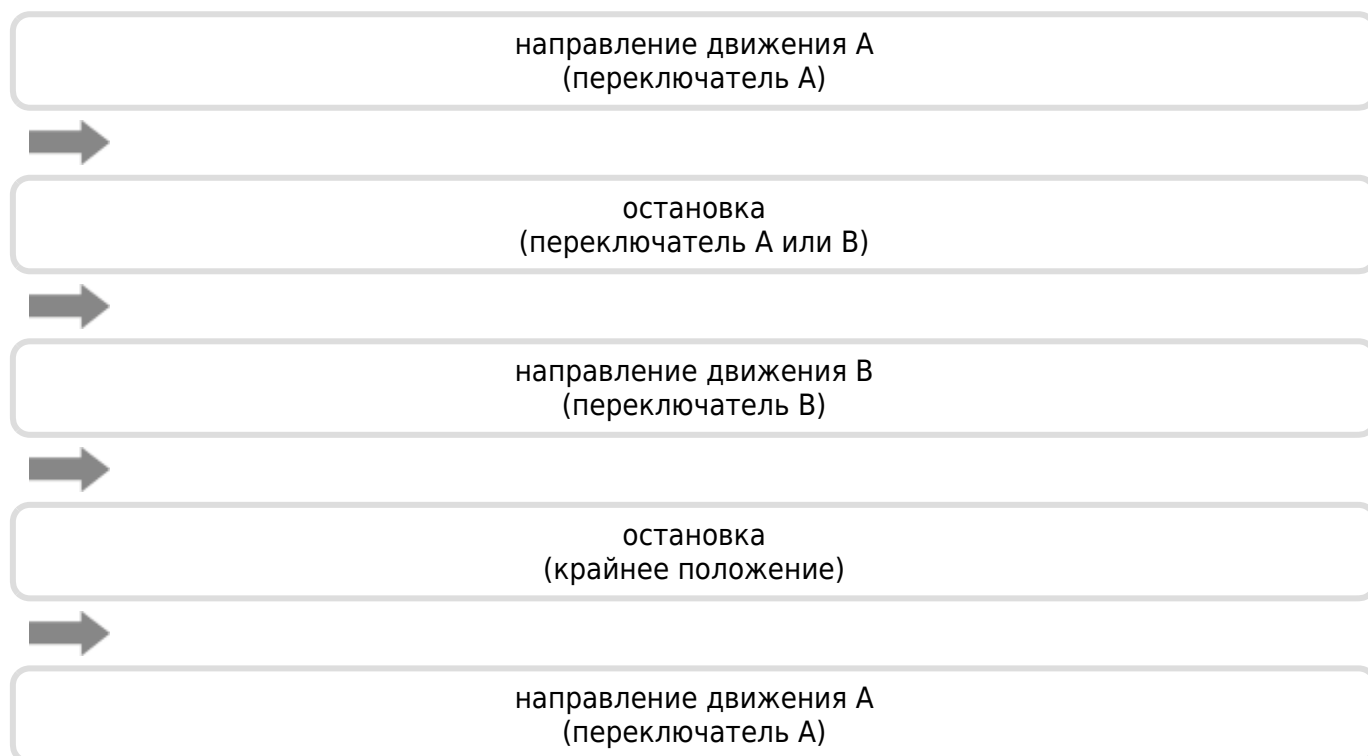 направление движения A
(переключатель A)
остановка
(переключатель A или B)
направление движения B
(переключатель B)
остановка
(крайнее положение)
направление движения A
(переключатель A)